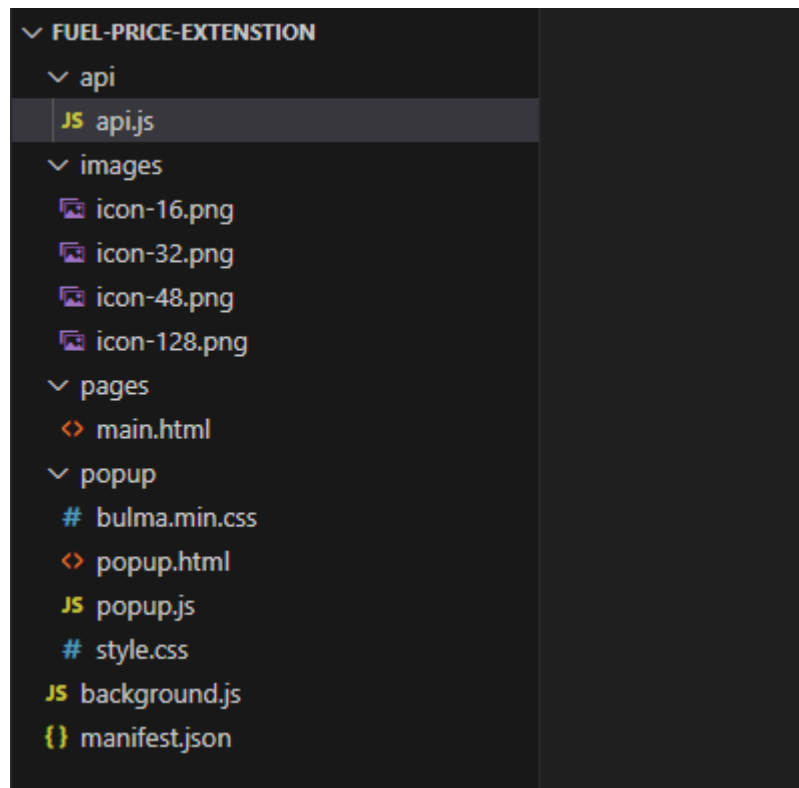 FUEL-PRICE-EXTENSTION
api
JS api.js
images
icon-16.png
icon-32.png
icon-48.png
icon-128.png
pages
<> main.html
popup
# bulma.min.css
<> popup.html
JS popup.js
# style.css
JS background.js
{} manifest.json